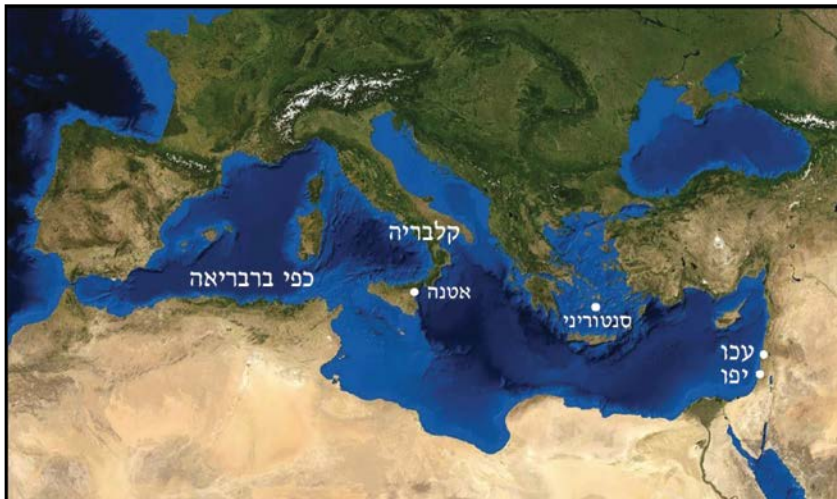 קלבריה
כפי ברבריאה
אטנה
סנטוריני
עכו
יפו